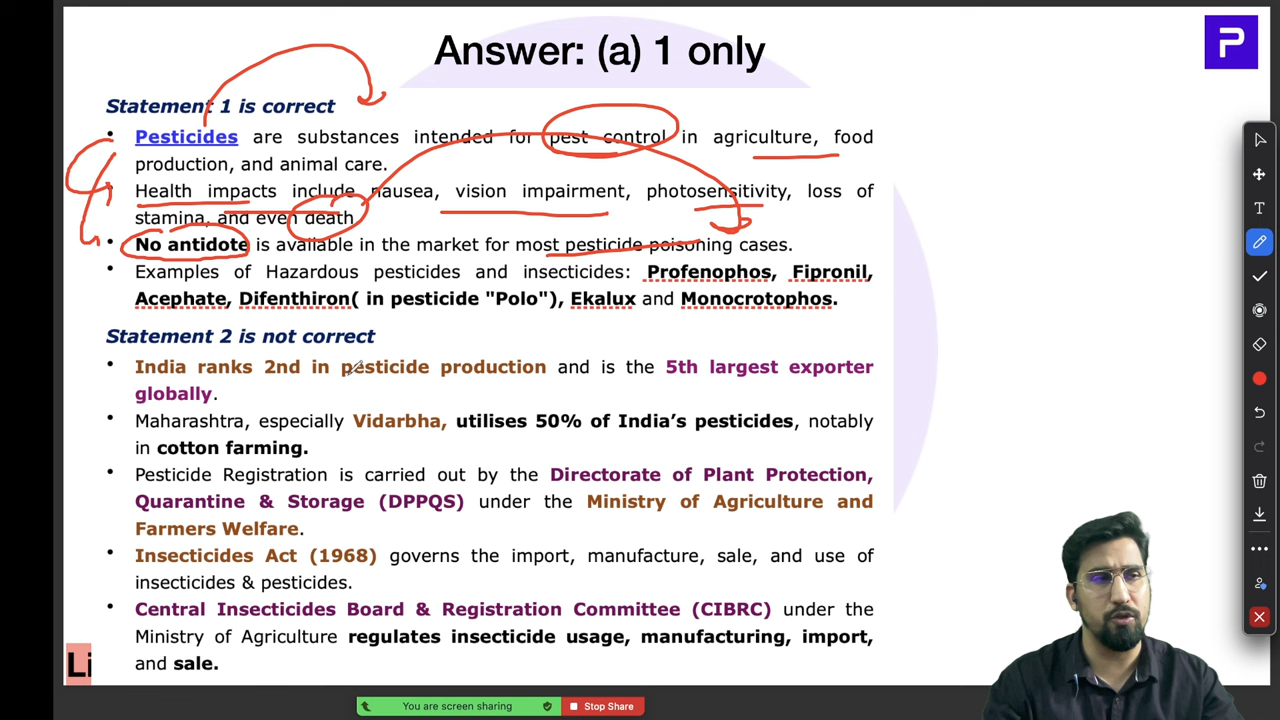 Answer: (a) 1 only
Statement 1 is correct
• Pesticides are substances intended for pest control in agriculture, food
production, and animal care.
Health impacts include nausea, vision impairment, photosensitivity, loss of
stamina, and even death
• No antidote is available in the market for most pesticide poisoning cases.
• Examples of Hazardous pesticides and insecticides: Profenophos, Fipronil,
Acephate, Difenthiron( in pesticide "Polo"), Ekalux and Monocrotophos.
Statement 2 is not correct
• India ranks 2nd in pesticide production and is the 5th largest exporter
globally.
• Maharashtra, especially Vidarbha, utilises 50% of India’s pesticides, notably
in cotton farming.
• Pesticide Registration is carried out by the Directorate of Plant Protection,
Quarantine & Storage (DPPQS) under the Ministry of Agriculture and
Farmers Welfare.
• Insecticides Act (1968) governs the import, manufacture, sale, and use of
insecticides & pesticides.
• Central Insecticides Board & Registration Committee (CIBRC) under the
Ministry of Agriculture regulates insecticide usage, manufacturing, import,
and sale.
Li
You are screen sharing
Stop Share